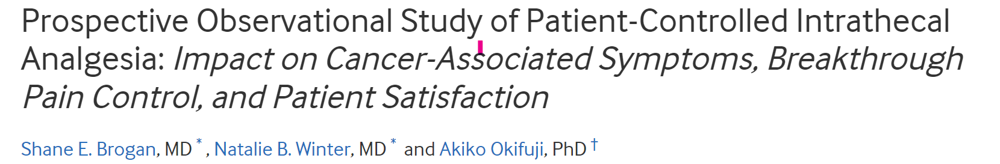 Prospective Observational Study of Patient-Controlled Intrathecal
Analgesia: Impact on Cancer-Associated Symptoms, Breakthrough
Pain Control, and Patient Satisfaction
Shane E. Brogan, MD * , Natalie B. Winter, MD * and Akiko Okifuji, PhD †